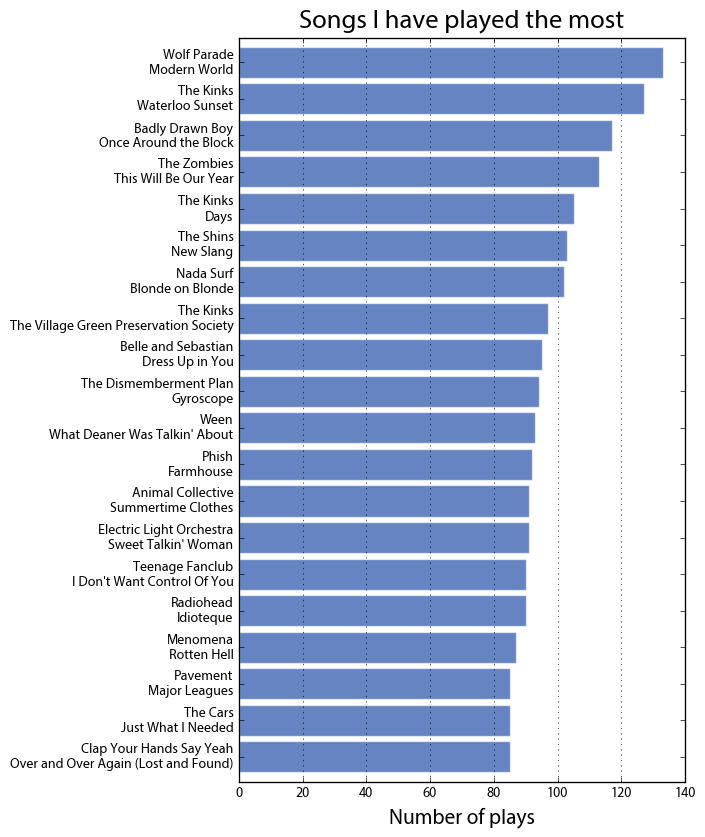 Songs I have played the most
Wolf Parade
Modern World
The Kinks
Waterloo Sunset
Badly Drawn Boy
Once Around the Block
The Zombies
This Will Be Our Year
The Kinks
Days
The Shins
New Slang
Nada Surf
Blonde on Blonde
The Kinks
The Village Green Preservation Society
Belle and Sebastian
Dress Up in You
The Dismemberment Plan
Gyroscope
Ween
What Deaner Was Talkin' About
Phish
Farmhouse
Animal Collective
Summertime Clothes
Electric Light Orchestra
Sweet Talkin' Woman
Teenage Fanclub
I Don't Want Control Of You
Radiohead
Idioteque
Menomena
Rotten Hell
Pavement
Major Leagues
The Cars
Just What I Needed
Clap Your Hands Say Yeah
Over and Over Again (Lost and Found)
0 20 40 60 80 100 120 140
Number of plays